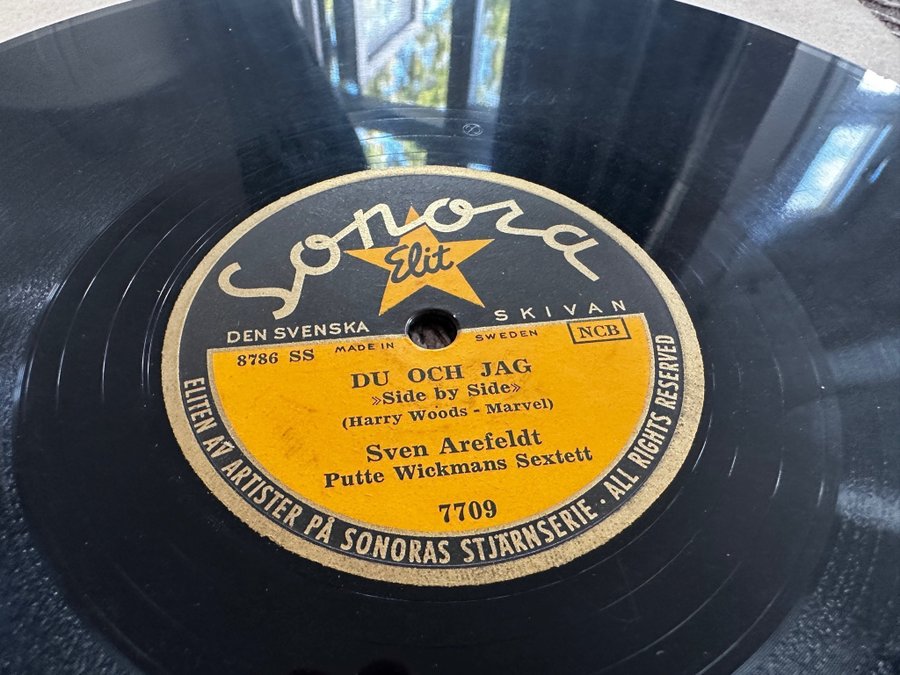 Sonora
Elit
DEN SVENSKA SKIVAN
8786 SS MADE IN SWEDEN NCB
DU OCH JAG
»Side by Side»
(Harry Woods - Marvel)
Sven Arefeldt
Putte Wickmans Sextett
7709
ELITEN AV ARTISTER PÅ SONORAS STJÄRNSERIE · ALL RIGHTS RESERVED